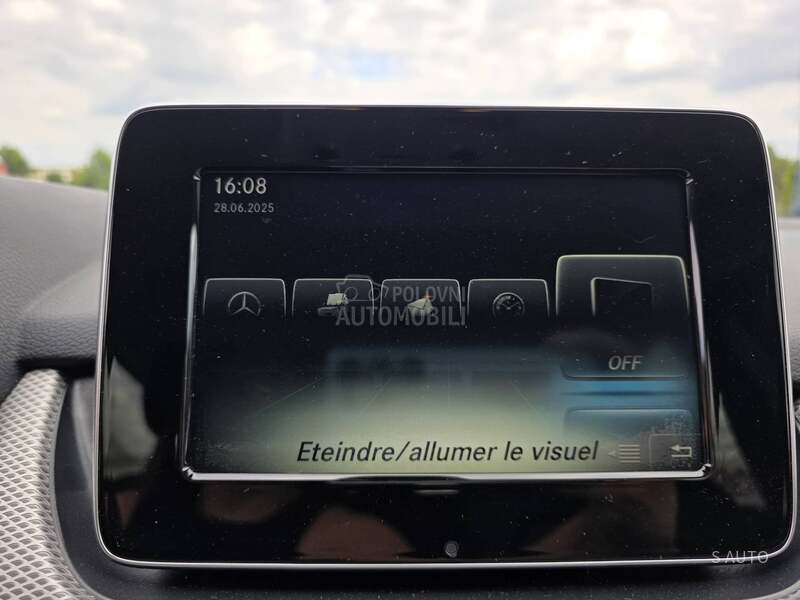 16:08
28.06.2025
POLOVNI
AUTOMOBILI
OFF
Eteindre/allumer le visuel
S.AUTO